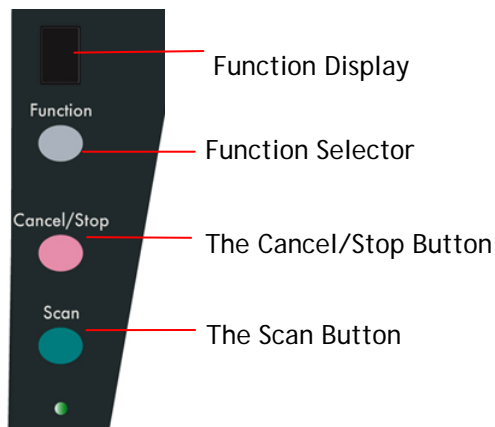 Function Display
Function
Function Selector
Cancel/Stop
The Cancel/Stop Button
Scan
The Scan Button